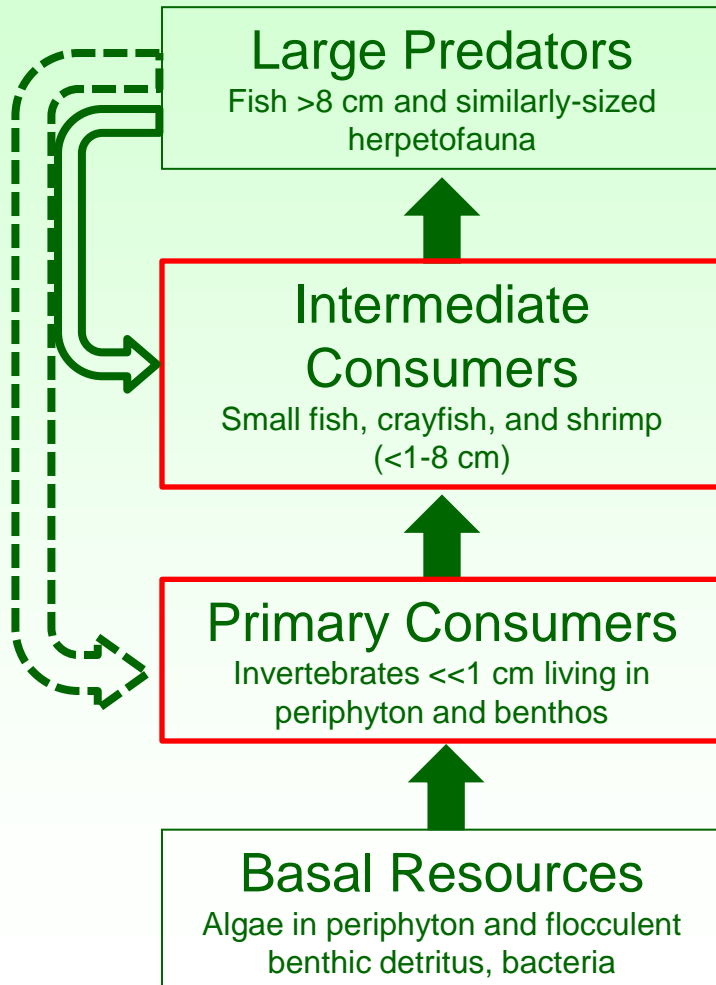 Large Predators
Fish >8 cm and similarly-sized
herpetofauna
Intermediate
Consumers
Small fish, crayfish, and shrimp
(<1-8 cm)
Primary Consumers
Invertebrates <<1 cm living in
periphyton and benthos
Basal Resources
Algae in periphyton and flocculent
benthic detritus, bacteria